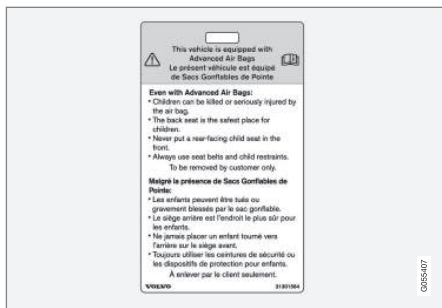 This vehicle is equipped with
Advanced Air Bags
Le présent véhicule est équipé
de Sacs Gonflables de Pointe
Even with Advanced Air Bags:
• Children can be killed or seriously injured by
the air bag.
• The back seat is the safest place for
children.
• Never put a rear-facing child seat in the
front.
• Always use seat belts and child restraints.
To be removed by customer only.
Malgré la présence de Sacs Gonflables de
Pointe:
• Les enfants peuvent être tués ou
gravement blessés par le sac gonflable.
• Le siège arrière est l'endroit le plus sûr pour
les enfants.
• Ne jamais placer un enfant tourné vers
l'arrière sur le siège avant.
• Toujours utiliser les ceintures de sécurité ou
les dispositifs de protection pour enfants.
À enlever par le client seulement.
VOLVO 31301564
G055407